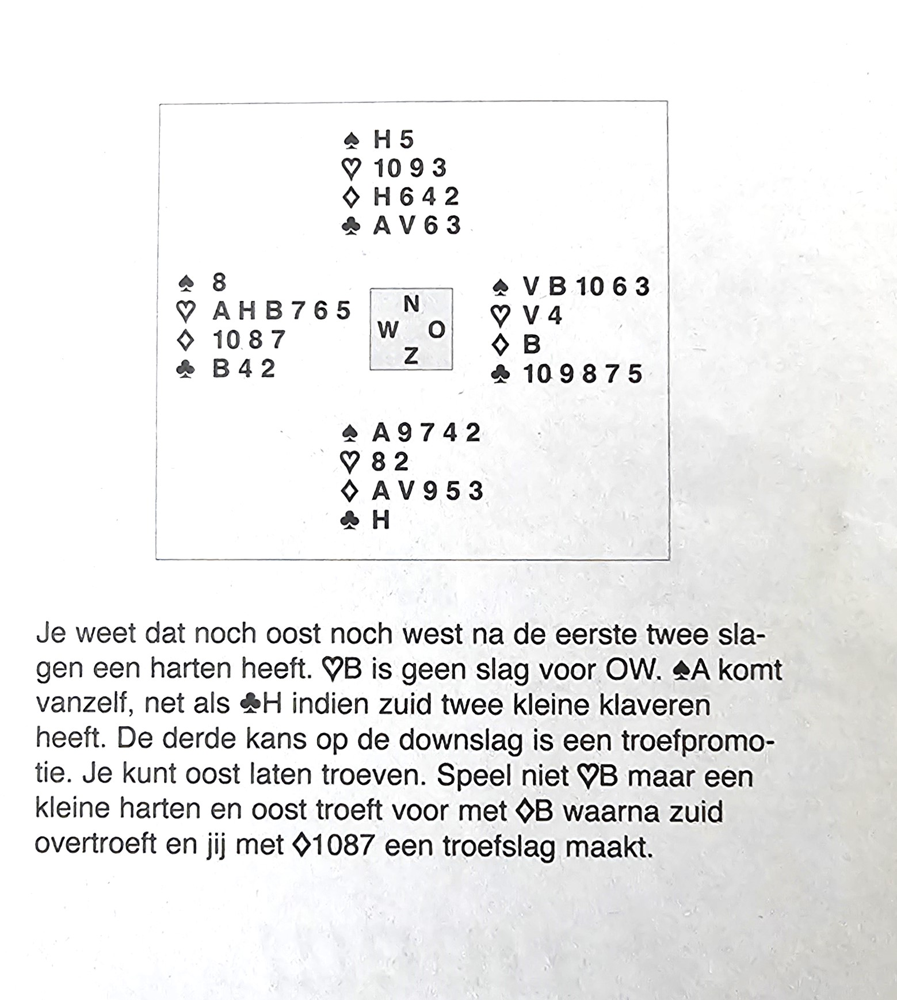 ♠ H 5
♡ 10 9 3
◇ H 6 4 2
♣ A V 6 3
♠ 8
♡ A H B 7 6 5
◇ 10 8 7
♣ B 4 2
N
W O
Z
♠ V B 10 6 3
♡ V 4
◇ B
♣ 10 9 8 7 5
♠ A 9 7 4 2
♡ 8 2
◇ A V 9 5 3
♣ H
Je weet dat noch oost noch west na de eerste twee sla-
gen een harten heeft. ♡B is geen slag voor OW. ♠A komt
vanzelf, net als ♣H indien zuid twee kleine klaveren
heeft. De derde kans op de downslag is een troefpromo-
tie. Je kunt oost laten troeven. Speel niet ♡B maar een
kleine harten en oost troeft voor met ◇B waarna zuid
overtroeft en jij met ◇1087 een troefslag maakt.